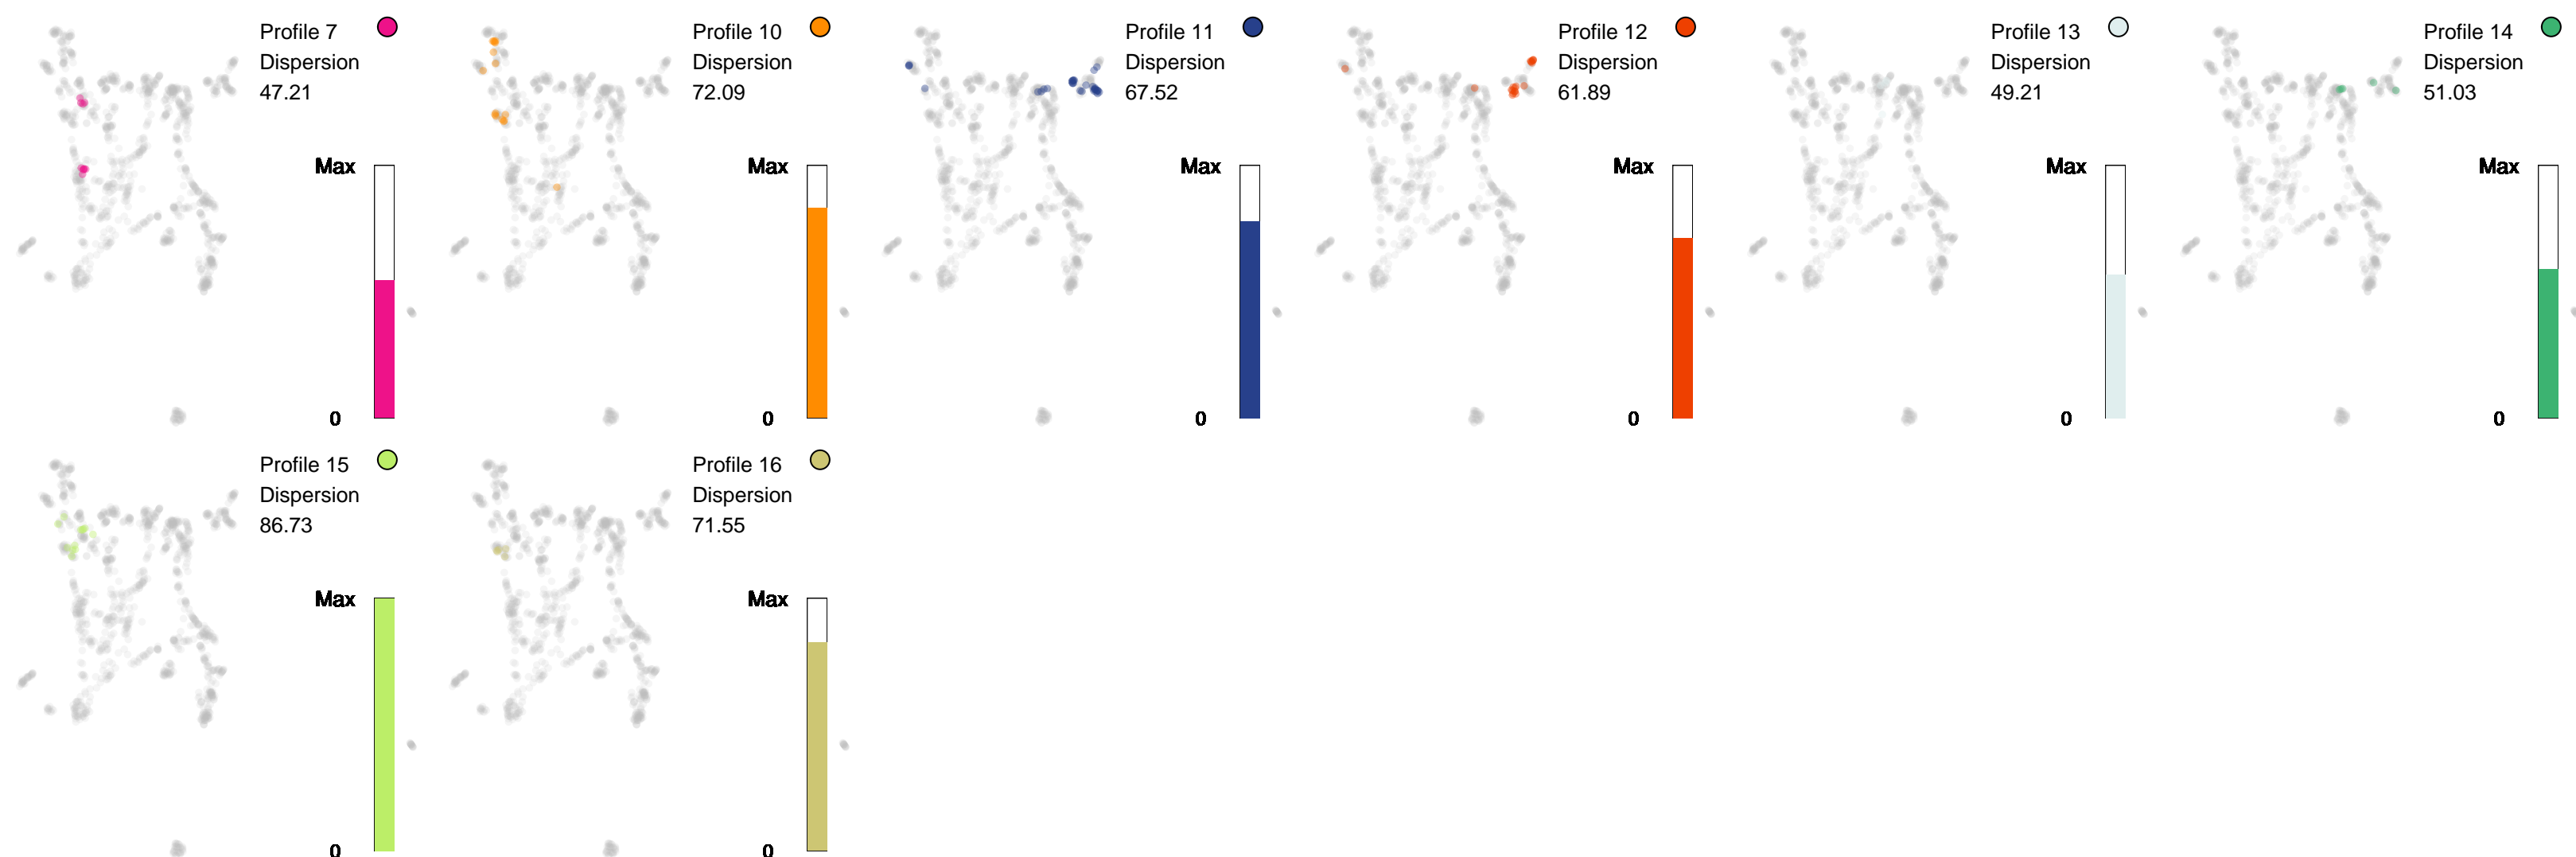 Profile 7
Dispersion
47.21
Max
0
Profile 10
Dispersion
72.09
Max
0
Profile 11
Dispersion
67.52
Max
0
Profile 12
Dispersion
61.89
Max
0
Profile 13
Dispersion
49.21
Max
0
Profile 14
Dispersion
51.03
Max
0
Profile 15
Dispersion
86.73
Max
0
Profile 16
Dispersion
71.55
Max
0